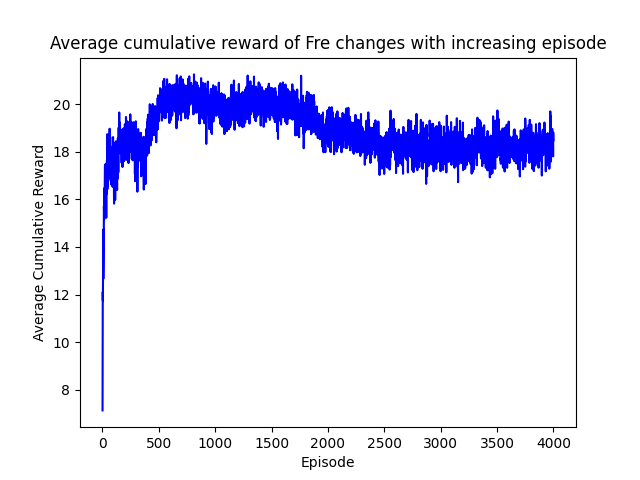 Average cumulative reward of Fre changes with increasing episode
20
18
16
14
12
10
8
Average Cumulative Reward
0 500 1000 1500 2000 2500 3000 3500 4000
Episode